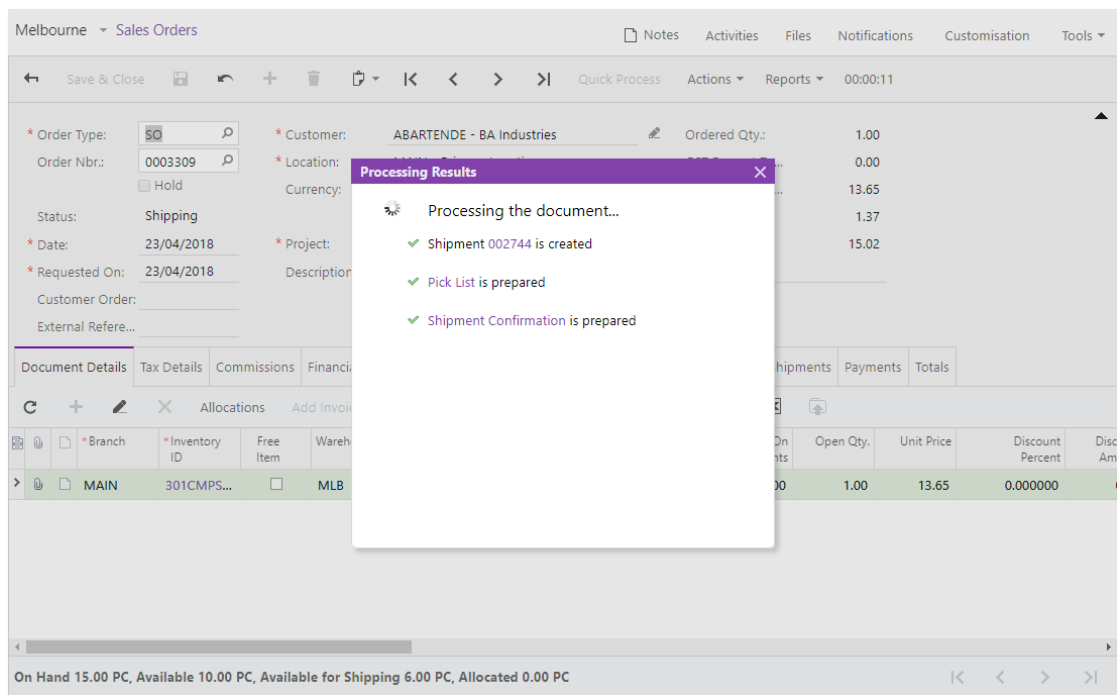 Melbourne Sales Orders Notes Activities Files Notifications Customisation Tools
Save & Close Quick Process Actions Reports 00:00:11
* Order Type: SO * Customer: ABARTENDE - BA Industries Ordered Qty.: 1.00
Order Nbr.: 0003309 * Location: 0.00
Hold Currency: 13.65
Status: Shipping 1.37
* Date: 23/04/2018 * Project: 15.02
* Requested On: 23/04/2018 Description
Customer Order:
External Refere...
Processing Results
Processing the document...
Shipment 002744 is created
Pick List is prepared
Shipment Confirmation is prepared
Document Details Tax Details Commissions Financi hipments Payments Totals
Allocations Add Invoi
* Branch * Inventory ID Free Item Wareh On nts Open Qty. Unit Price Discount Percent Disc Am
MAIN 301CMPS... MLB 00 1.00 13.65 0.000000
On Hand 15.00 PC, Available 10.00 PC, Available for Shipping 6.00 PC, Allocated 0.00 PC